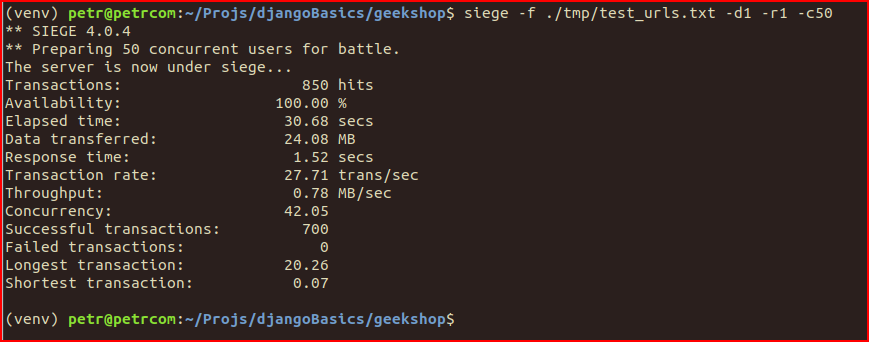 (venv) petr@petrcom:~/Projs/djangoBasics/geekshop$ siege -f ./tmp/test_urls.txt -d1 -r1 -c50
** SIEGE 4.0.4
** Preparing 50 concurrent users for battle.
The server is now under siege...
Transactions: 850 hits
Availability: 100.00 %
Elapsed time: 30.68 secs
Data transferred: 24.08 MB
Response time: 1.52 secs
Transaction rate: 27.71 trans/sec
Throughput: 0.78 MB/sec
Concurrency: 42.05
Successful transactions: 700
Failed transactions: 0
Longest transaction: 20.26
Shortest transaction: 0.07
(venv) petr@petrcom:~/Projs/djangoBasics/geekshop$